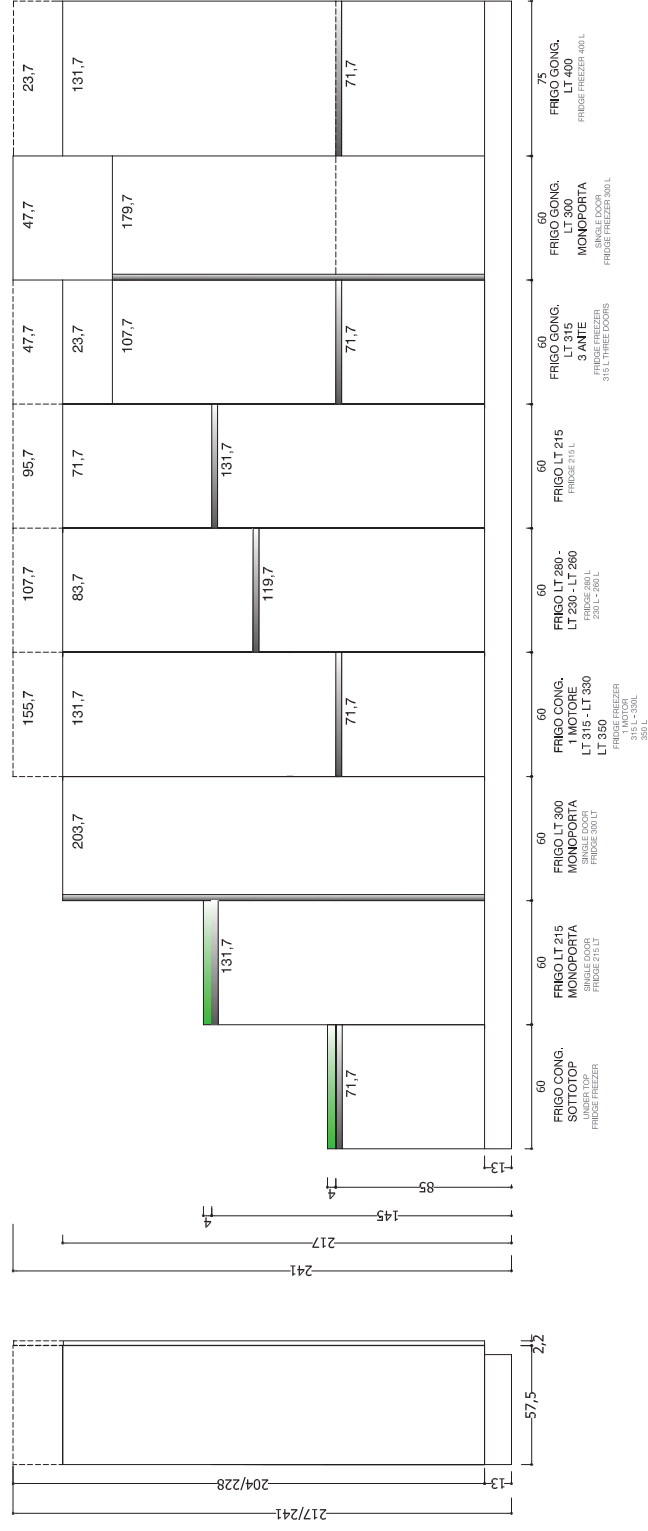 217/241
204/228
13
57,5
2,2
241
217
145
4
85
4
13
71,7
60
FRIGO CONG.
SOTTOTOP
UNDER TOP
FRIDGE FREEZER
131,7
60
FRIGO LT 215
MONOPORTA
SINGLE DOOR
FRIDGE 215 LT
203,7
60
FRIGO LT 300
MONOPORTA
SINGLE DOOR
FRIDGE 300 LT
155,7
131,7
71,7
60
FRIGO CONG.
1 MOTORE
LT 315 - LT 330
LT 350
FRIDGE FREEZER
1 MOTOR
315 L - 330L
350 L
107,7
83,7
119,7
60
FRIGO LT 280 -
LT 230 - LT 260
FRIDGE 280 L
230 L - 260 L
95,7
71,7
131,7
60
FRIGO LT 215
FRIDGE 215 L
47,7
23,7
107,7
71,7
60
FRIGO GONG.
LT 315
3 ANTE
FRIDGE FREEZER
315 L THREE DOORS
47,7
179,7
60
FRIGO GONG.
LT 300
MONOPORTA
SINGLE DOOR
FRIDGE FREEZER 300 L
23,7
131,7
71,7
75
FRIGO GONG.
LT 400
FRIDGE FREEZER 400 L